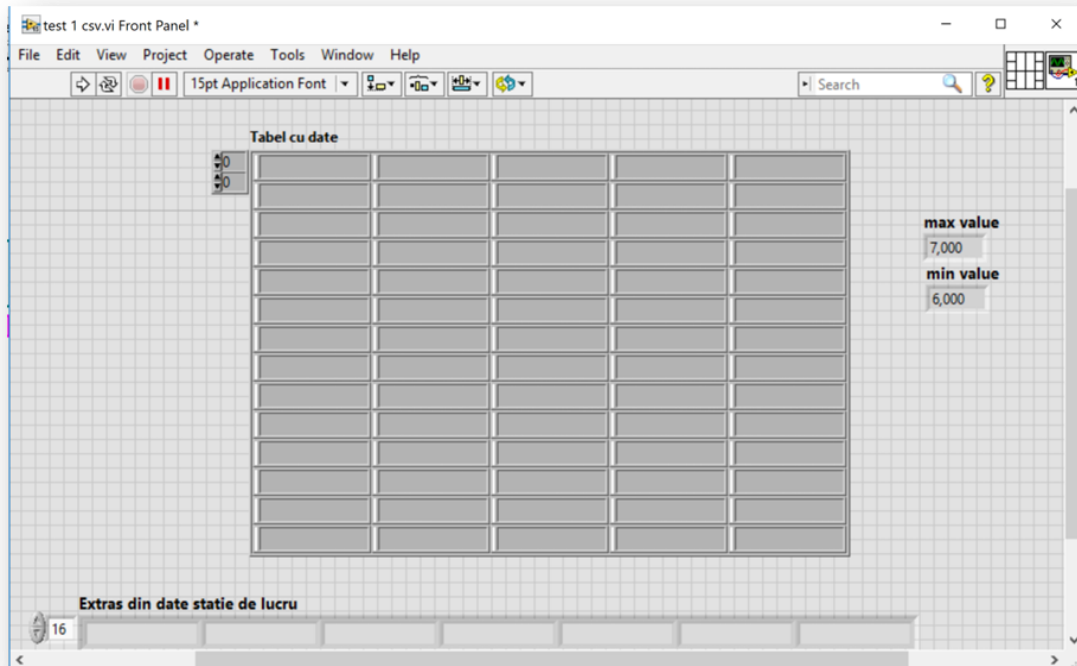 test 1 csv.vi Front Panel *
File Edit View Project Operate Tools Window Help
15pt Application Font
Search
?
Tabel cu date
0
0
max value
7,000
min value
6,000
Extras din date statie de lucru
16